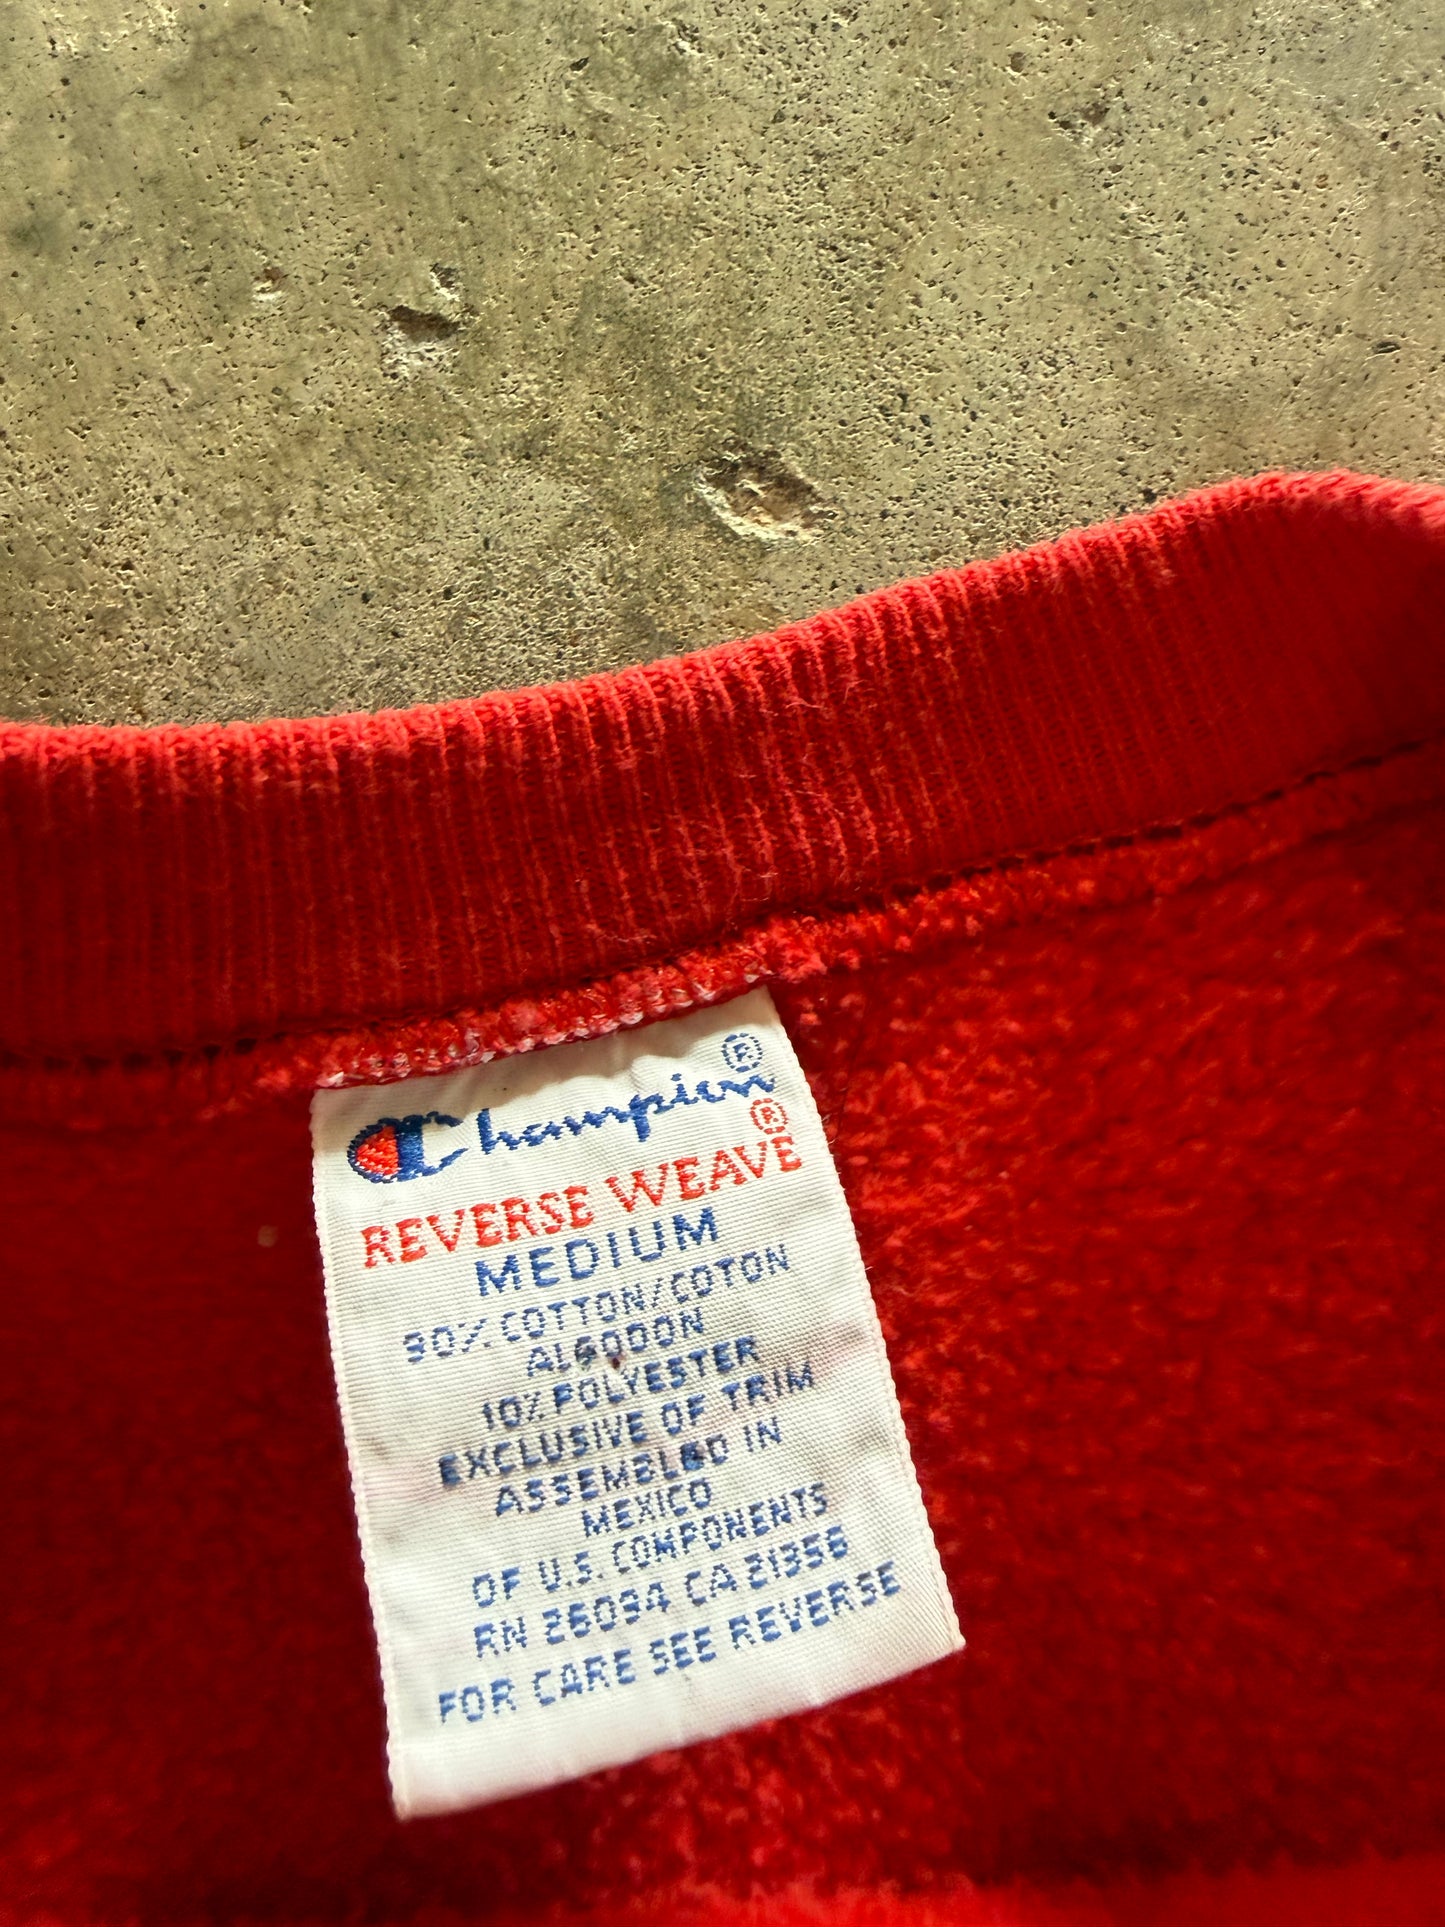 Champion®
REVERSE WEAVE®
MEDIUM
90% COTTON/COTON
ALGODON
10% POLYESTER
EXCLUSIVE OF TRIM
ASSEMBLED IN
MEXICO
OF U.S. COMPONENTS
RN 26094 CA 21356
FOR CARE SEE REVERSE